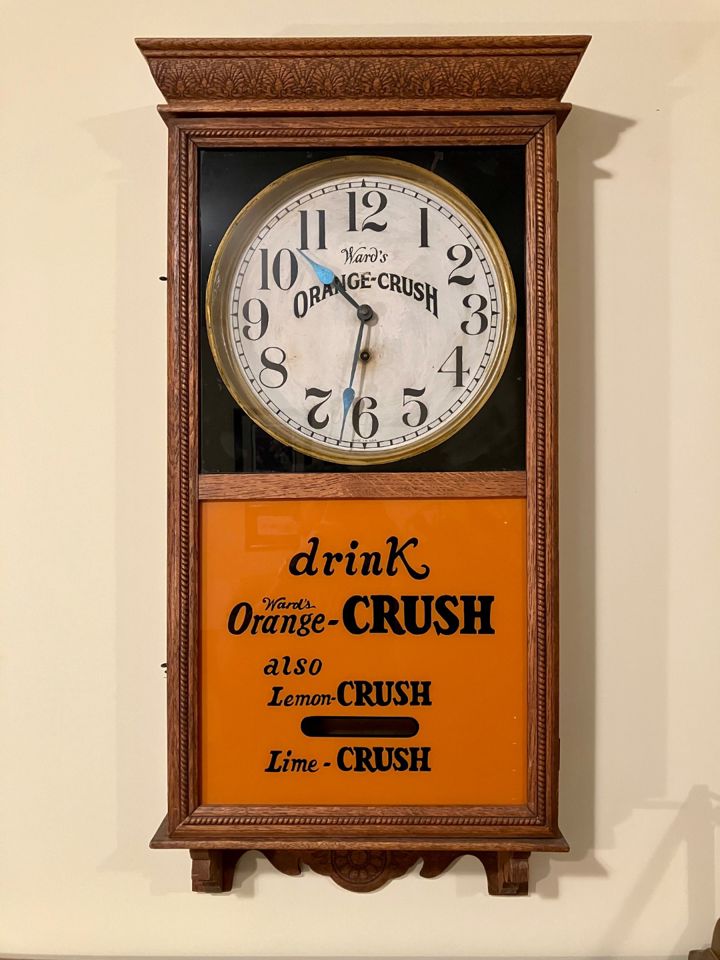 12
11
1
10
2
9
3
8
4
7
5
6
Ward's
ORANGE-CRUSH
drink
Ward's
Orange-CRUSH
also
Lemon-CRUSH
Lime-CRUSH